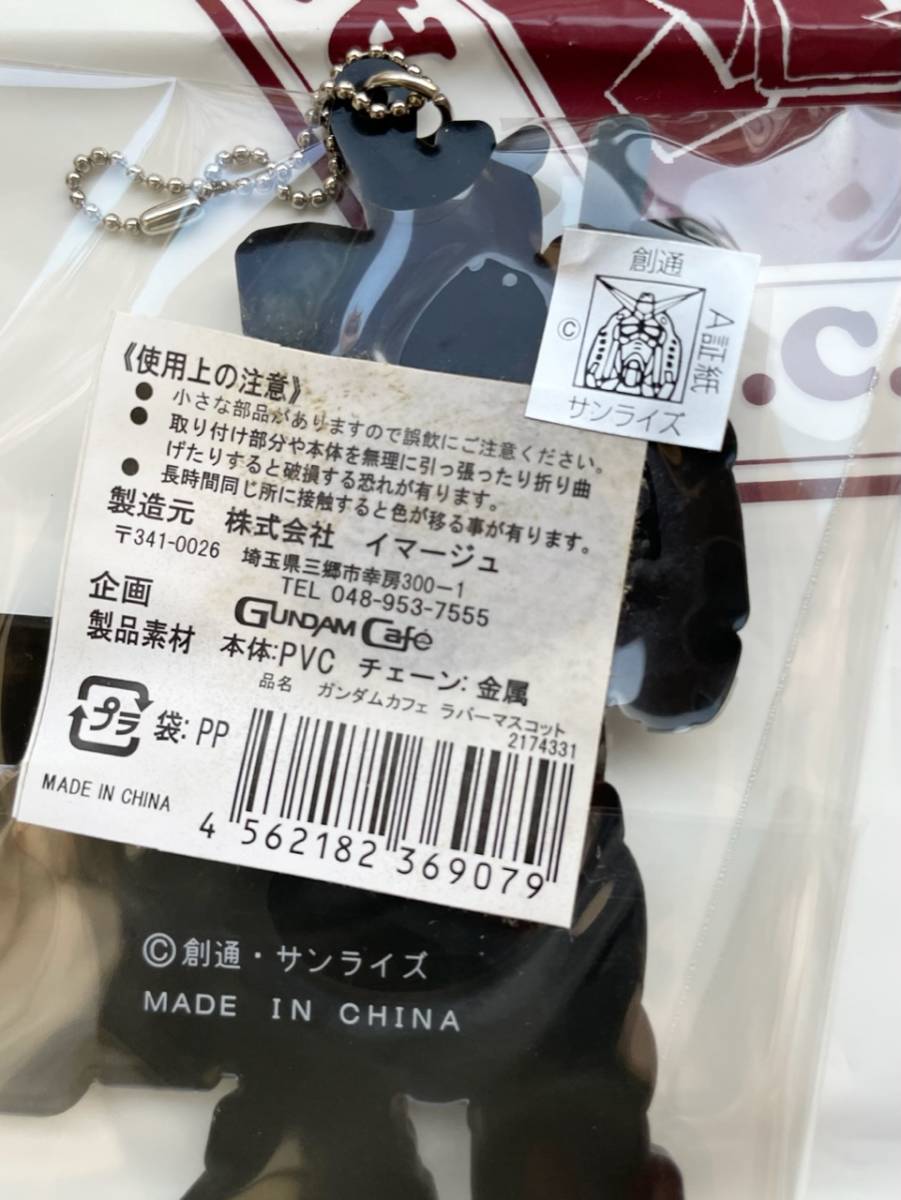 創通
©
A証紙
サンライズ
.C.
《使用上の注意》
● 小さな部品がありますので誤飲にご注意ください。
● 取り付け部分や本体を無理に引っ張ったり折り曲
げたりすると破損する恐れが有ります。
● 長時間同じ所に接触すると色が移る事が有ります。
製造元 株式会社 イマージュ
〒341-0026 埼玉県三郷市幸房300-1
TEL 048-953-7555
企画 GUNDAM Café
製品素材 本体:PVC チェーン:金属
品名 ガンダムカフェ ラバーマスコット
2174331
プラ 袋:PP
MADE IN CHINA
4 562182 369079
©創通・サンライズ
MADE IN CHINA